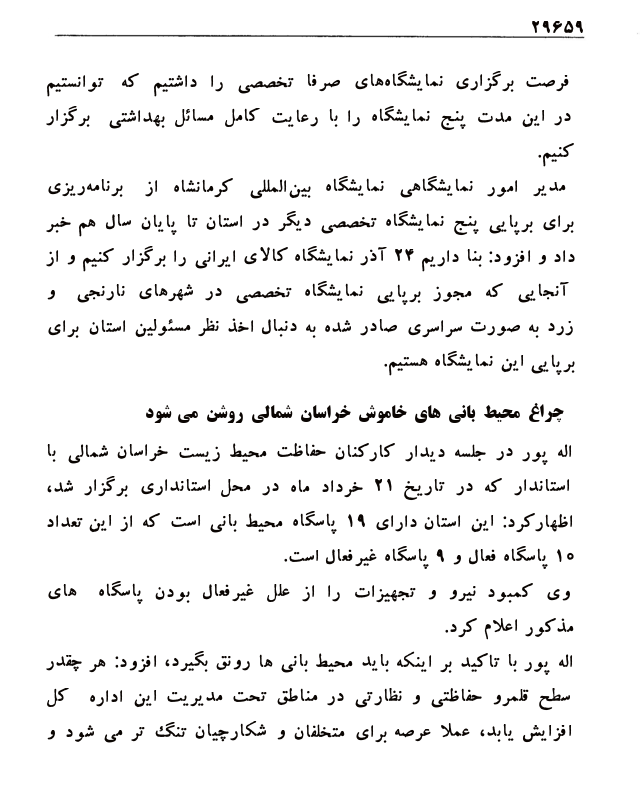 ۲۹۶۵۹
فرصت برگزاری نمایشگاه‌های صرفا تخصصی را داشتیم که توانستیم
در این مدت پنج نمایشگاه را با رعایت کامل مسائل بهداشتی برگزار
کنیم.
مدیر امور نمایشگاهی نمایشگاه بین‌المللی کرمانشاه از برنامه‌ریزی
برای برپایی پنج نمایشگاه تخصصی دیگر در استان تا پایان سال هم خبر
داد و افزود: بنا داریم ۲۴ آذر نمایشگاه کالای ایرانی را برگزار کنیم و از
آنجایی که مجوز برپایی نمایشگاه تخصصی در شهرهای نارنجی و
زرد به صورت سراسری صادر شده به دنبال اخذ نظر مسئولین استان برای
برپایی این نمایشگاه هستیم.
چراغ محیط بانی های خاموش خراسان شمالی روشن می شود
اله پور در جلسه دیدار کارکنان حفاظت محیط زیست خراسان شمالی با
استاندار که در تاریخ ۲۱ خرداد ماه در محل استانداری برگزار شد،
اظهارکرد: این استان دارای ۱۹ پاسگاه محیط بانی است که از این تعداد
۱۰ پاسگاه فعال و ۹ پاسگاه غیرفعال است.
وی کمبود نیرو و تجهیزات را از علل غیرفعال بودن پاسگاه های
مذکور اعلام کرد.
اله پور با تاکید بر اینکه باید محیط بانی ها رونق بگیرد، افزود: هر چقدر
سطح قلمرو حفاظتی و نظارتی در مناطق تحت مدیریت این اداره کل
افزایش یابد، عملا عرصه برای متخلفان و شکارچیان تنگ تر می شود و